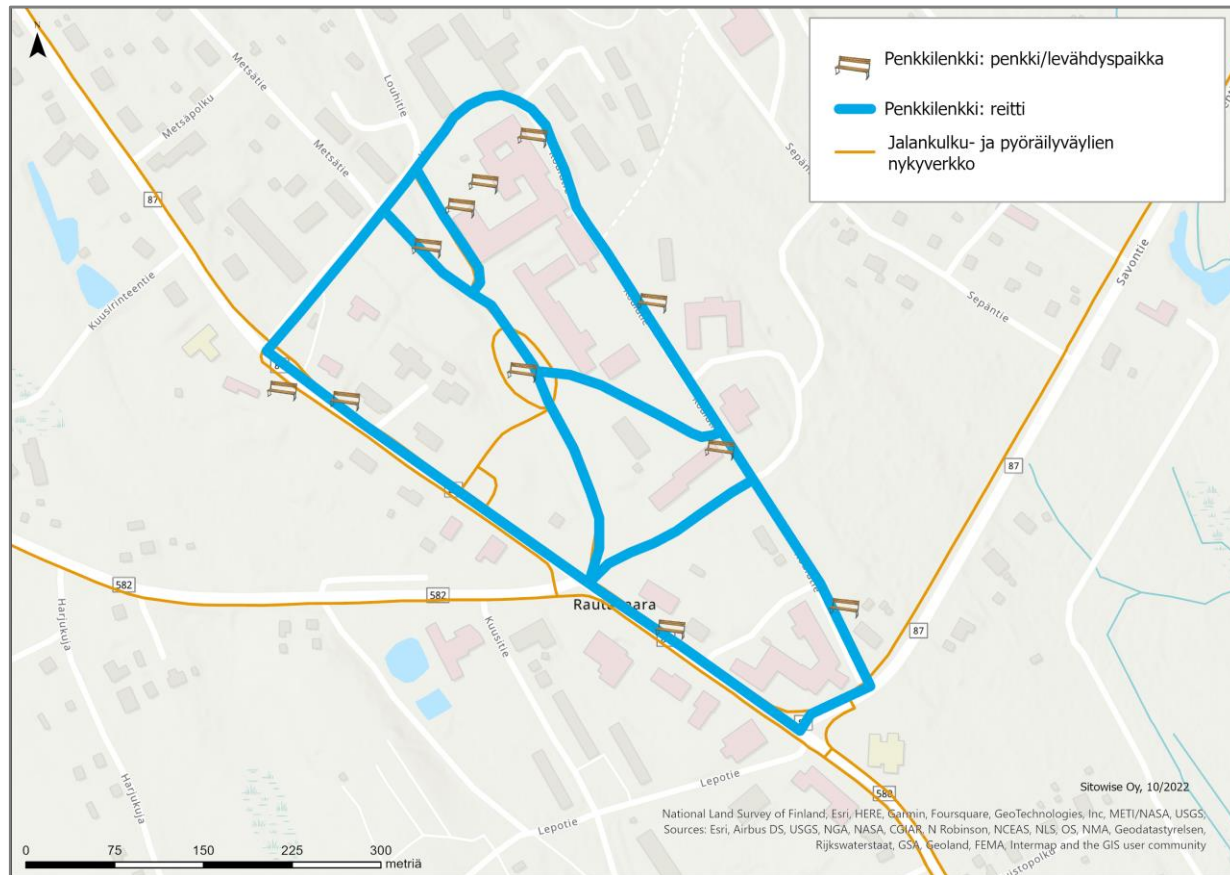 N
Penkkilenkki: penkki/levähdyspaikka
Penkkilenkki: reitti
Jalankulku- ja pyöräilyväylien
nykyverkko
Metsätie
Louhitie
Metsäpolku
Metsätie
Sepäntie
87
Kuusirinteentie
Savontie
Sepäntie
87
582
582
Harjukuja
Kuusitie
87
Harjukuja
Lepotie
Lepotie
582
Sitowise Oy, 10/2022
National Land Survey of Finland, Esri, HERE, Garmin, Foursquare, GeoTechnologies, Inc, METI/NASA, USGS,
Sources: Esri, Airbus DS, USGS, NGA, NASA, CGIAR, N Robinson, NCEAS, NLS, OS, NMA, Geodatastyrelsen,
Rijkswaterstaat, GSA, Geoland, FEMA, Intermap and the GIS user community
0 75 150 225 300
metriä